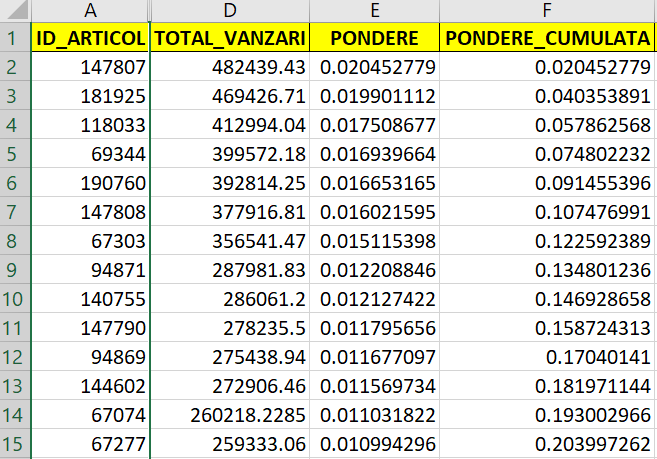 A D E F
1 ID_ARTICOL TOTAL_VANZARI PONDERE PONDERE_CUMULATA
2 147807 482439.43 0.020452779 0.020452779
3 181925 469426.71 0.019901112 0.040353891
4 118033 412994.04 0.017508677 0.057862568
5 69344 399572.18 0.016939664 0.074802232
6 190760 392814.25 0.016653165 0.091455396
7 147808 377916.81 0.016021595 0.107476991
8 67303 356541.47 0.015115398 0.122592389
9 94871 287981.83 0.012208846 0.134801236
10 140755 286061.2 0.012127422 0.146928658
11 147790 278235.5 0.011795656 0.158724313
12 94869 275438.94 0.011677097 0.17040141
13 144602 272906.46 0.011569734 0.181971144
14 67074 260218.2285 0.011031822 0.193002966
15 67277 259333.06 0.010994296 0.203997262